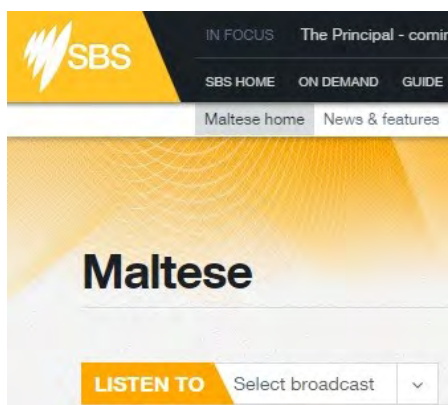 SBS
IN FOCUS The Principal - comin
SBS HOME ON DEMAND GUIDE
Maltese home News & features
Maltese
LISTEN TO Select broadcast